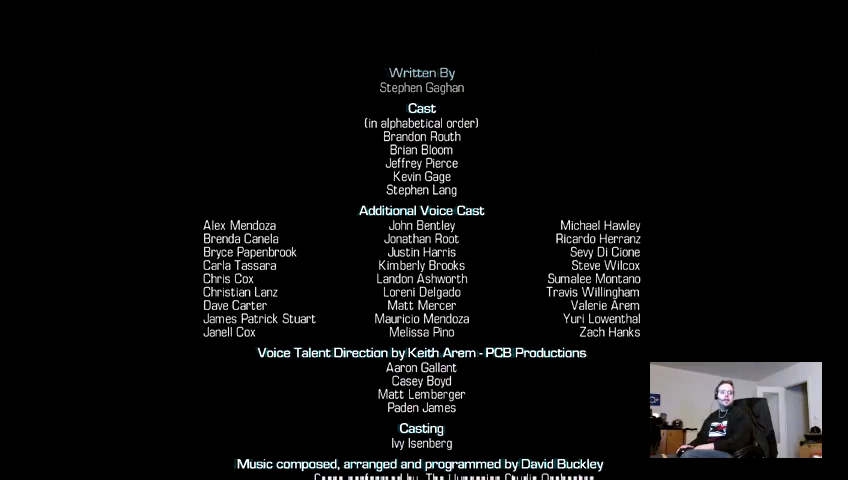 Written By
Stephen Gaghan
Cast
(in alphabetical order)
Brandon Routh
Brian Bloom
Jeffrey Pierce
Kevin Gage
Stephen Lang
Additional Voice Cast
Alex Mendoza John Bentley Michael Hawley
Brenda Canela Jonathan Root Ricardo Herranz
Bryce Papenbrook Justin Harris Sevy Di Cione
Carla Tassara Kimberly Brooks Steve Wilcox
Chris Cox Landon Ashworth Sumalee Montano
Christian Lanz Loreni Delgado Travis Willingham
Dave Carter Matt Mercer Valerie Arem
James Patrick Stuart Mauricio Mendoza Yuri Lowenthal
Janell Cox Melissa Pino Zach Hanks
Voice Talent Direction by Keith Arem - PCB Productions
Aaron Gallant
Casey Boyd
Matt Lemberger
Paden James
Casting
Ivy Isenberg
Music composed, arranged and programmed by David Buckley